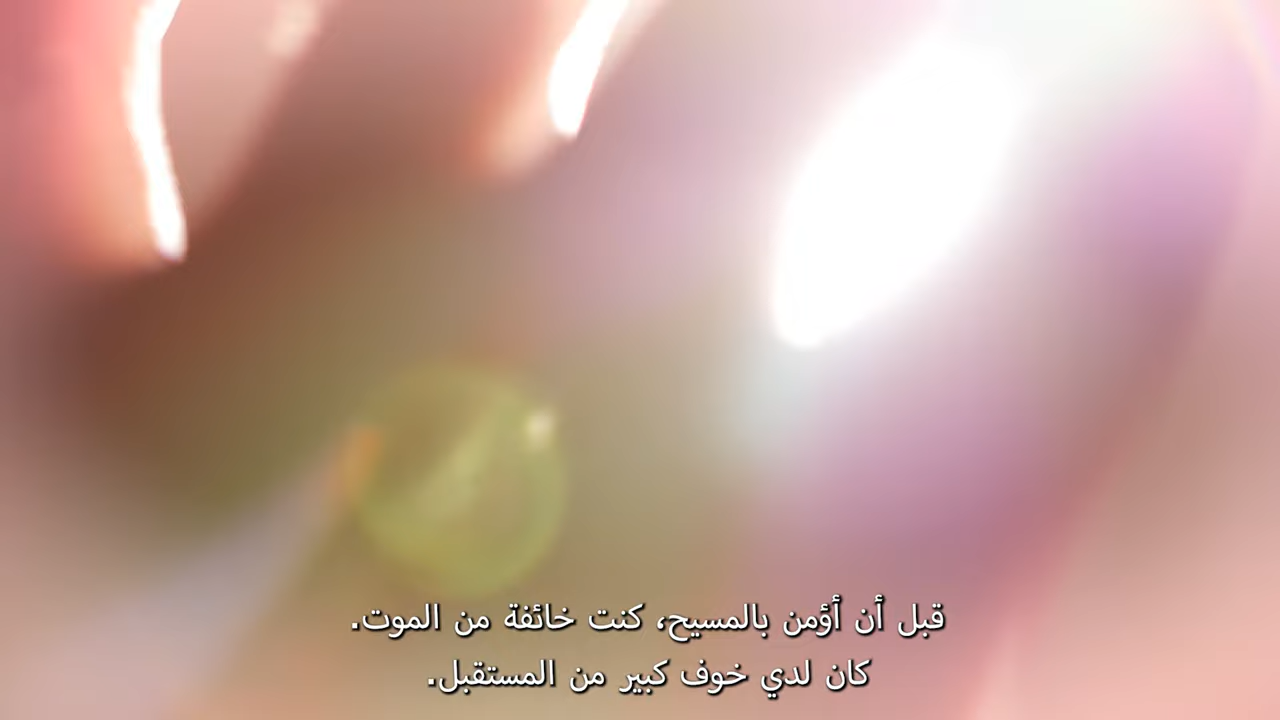 قبل أن أؤمن بالمسيح، كنت خائفة من الموت.
كان لدي خوف كبير من المستقبل.